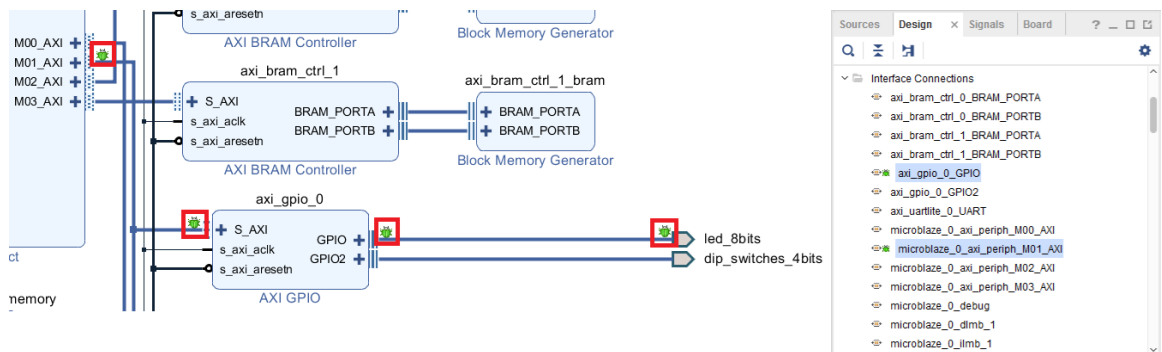 s_axi_aresetn
AXI BRAM Controller
Block Memory Generator
M00_AXI
M01_AXI
M02_AXI
M03_AXI
axi_bram_ctrl_1
S_AXI
s_axi_aclk
s_axi_aresetn
BRAM_PORTA
BRAM_PORTB
AXI BRAM Controller
axi_bram_ctrl_1_bram
BRAM_PORTA
BRAM_PORTB
Block Memory Generator
axi_gpio_0
S_AXI
s_axi_aclk
s_axi_aresetn
GPIO
GPIO2
AXI GPIO
led_8bits
dip_switches_4bits
ct
memory
Sources Design Signals Board
Interface Connections
axi_bram_ctrl_0_BRAM_PORTA
axi_bram_ctrl_0_BRAM_PORTB
axi_bram_ctrl_1_BRAM_PORTA
axi_bram_ctrl_1_BRAM_PORTB
axi_gpio_0_GPIO
axi_gpio_0_GPIO2
axi_uartlite_0_UART
microblaze_0_axi_periph_M00_AXI
microblaze_0_axi_periph_M01_AXI
microblaze_0_axi_periph_M02_AXI
microblaze_0_axi_periph_M03_AXI
microblaze_0_debug
microblaze_0_dlmb_1
microblaze_0_ilmb_1